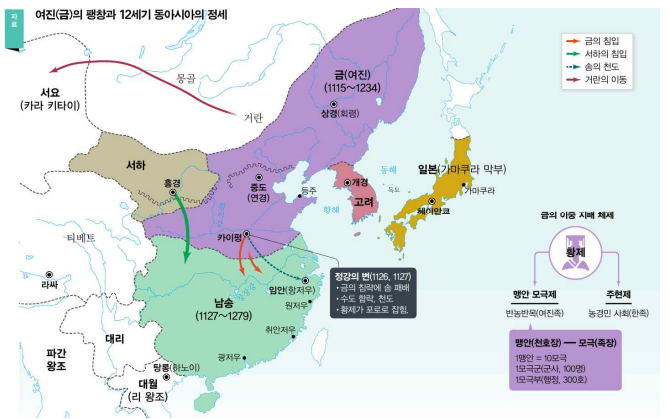 자료
여진(금)의 팽창과 12세기 동아시아의 정세
금의 침입
서하의 침입
송의 천도
거란의 이동
몽골
서요
(카라 키타이)
거란
금(여진)
(1115~1234)
상경(회령)
서하
흥경
중도
(연경)
등주
동해
독도
개경
고려
황해
일본(가마쿠라 막부)
가마쿠라
헤이안쿄
카이펑
티베트
라싸
정강의 변(1126, 1127)
• 금의 침략에 송 패배
• 수도 함락, 천도
• 황제가 포로로 잡힘.
창장강
남송
(1127~1279)
임안(항저우)
원저우
취안저우
광저우
대리
파간
왕조
탕롱(하노이)
대월
(리 왕조)
금의 이중 지배 체제
황제
맹안 모극제
주현제
반농반목(여진족)
농경민 사회(한족)
맹안(천호장) — 모극(족장)
1맹안 = 10모극
1모극군(군사, 100명)
1모극부(행정, 300호)